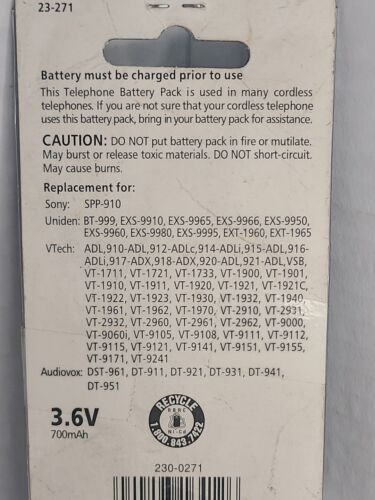 23-271
Battery must be charged prior to use
This Telephone Battery Pack is used in many cordless
telephones. If you are not sure that your cordless telephone
uses this battery pack, bring in your battery pack for assistance.
CAUTION: DO NOT put battery pack in fire or mutilate.
May burst or release toxic materials. DO NOT short-circuit.
May cause burns.
Replacement for:
Sony: SPP-910
Uniden: BT-999, EXS-9910, EXS-9965, EXS-9966, EXS-9950,
EXS-9960, EXS-9980, EXS-9995, EXT-1960, EXT-1965
VTech: ADL,910-ADL,912-ADLc,914-ADLi,915-ADL,916-
ADLi,917-ADX,918-ADX,920-ADL,921-ADL,VSB,
VT-1711, VT-1721, VT-1733, VT-1900, VT-1901,
VT-1910, VT-1911, VT-1920, VT-1921, VT-1921C,
VT-1922, VT-1923, VT-1930, VT-1932, VT-1940,
VT-1961, VT-1962, VT-1970, VT-2910, VT-2931,
VT-2932, VT-2960, VT-2961, VT-2962, VT-9000,
VT-9060i, VT-9105, VT-9108, VT-9111, VT-9112,
VT-9115, VT-9121, VT-9141, VT-9151, VT-9155,
VT-9171, VT-9241
Audiovox: DST-961, DT-911, DT-921, DT-931, DT-941,
DT-951
3.6V
700mAh
RECYCLE
RBRC
Ni-Cd
1.800.843.7422
230-0271